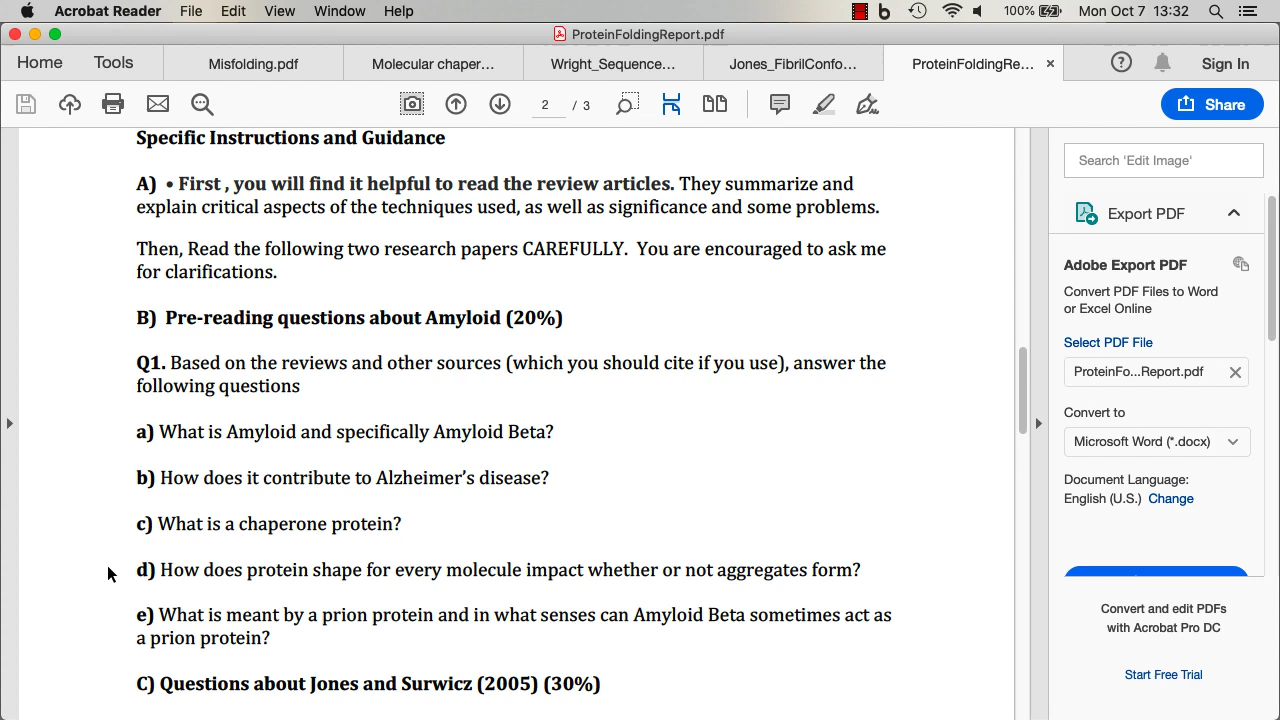 Acrobat Reader File Edit View Window Help 100% Mon Oct 7 13:32
ProteinFoldingReport.pdf
Home Tools Misfolding.pdf Molecular chaper... Wright_Sequence... Jones_FibrilConfo... ProteinFoldingRe... × Sign In
2 / 3 Share
Specific Instructions and Guidance
A) • First , you will find it helpful to read the review articles. They summarize and
explain critical aspects of the techniques used, as well as significance and some problems.
Then, Read the following two research papers CAREFULLY. You are encouraged to ask me
for clarifications.
B) Pre-reading questions about Amyloid (20%)
Q1. Based on the reviews and other sources (which you should cite if you use), answer the
following questions
a) What is Amyloid and specifically Amyloid Beta?
b) How does it contribute to Alzheimer's disease?
c) What is a chaperone protein?
d) How does protein shape for every molecule impact whether or not aggregates form?
e) What is meant by a prion protein and in what senses can Amyloid Beta sometimes act as
a prion protein?
C) Questions about Jones and Surwicz (2005) (30%)
Search 'Edit Image'
Export PDF
Adobe Export PDF
Convert PDF Files to Word
or Excel Online
Select PDF File
ProteinFo...Report.pdf
Convert to
Microsoft Word (*.docx)
Document Language:
English (U.S.) Change
Convert and edit PDFs
with Acrobat Pro DC
Start Free Trial